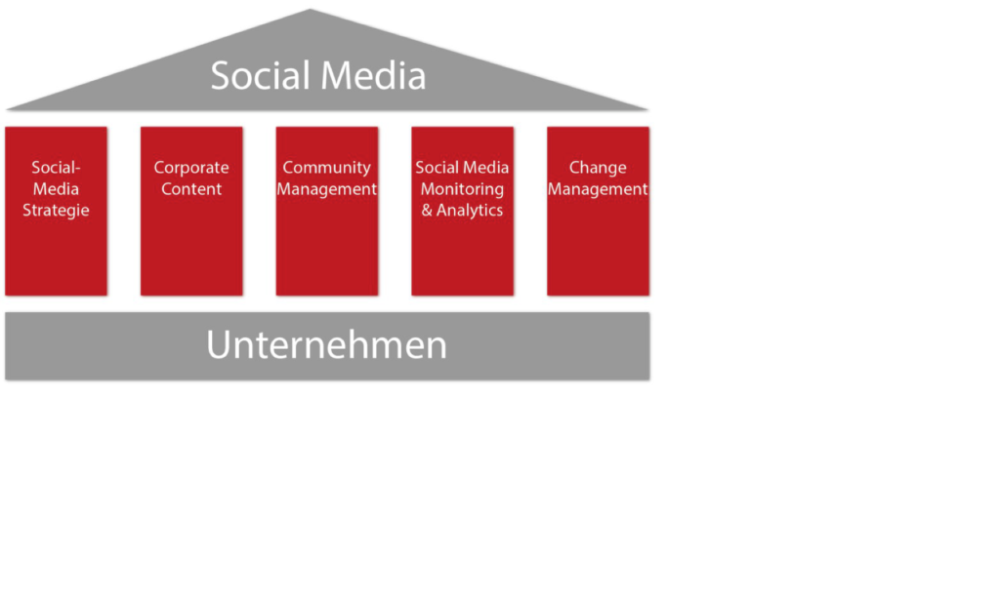 Social Media
Social-
Media
Strategie
Corporate
Content
Community
Management
Social Media
Monitoring
& Analytics
Change
Management
Unternehmen